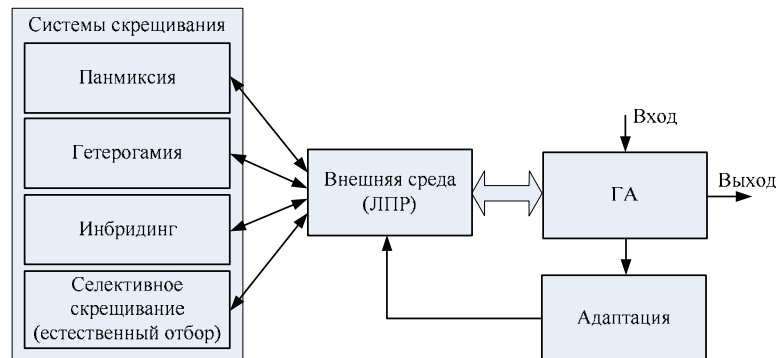 Системы скрещивания
Панмиксия
Гетерогамия
Инбридинг
Селективное
скрещивание
(естественный отбор)
Внешняя среда
(ЛПР)
Вход
ГА
Выход
Адаптация